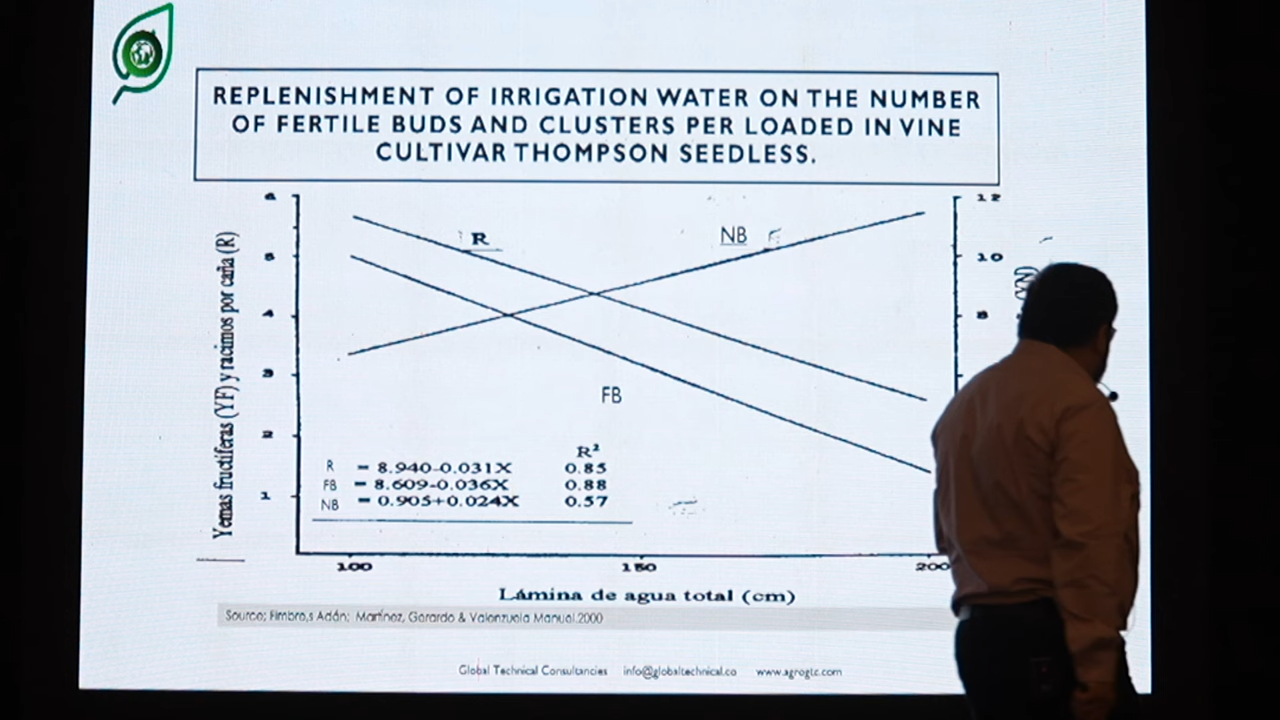 REPLENISHMENT OF IRRIGATION WATER ON THE NUMBER
OF FERTILE BUDS AND CLUSTERS PER LOADED IN VINE
CULTIVAR THOMPSON SEEDLESS.
Yemas fructiferas (YF) y racimos por caña (R)
6
5
4
3
2
1
R
NB
FB
12
10
8
R²
R = 8.940-0.031X 0.85
FB = 8.609-0.036X 0.88
NB = 0.905+0.024X 0.57
100 150 200
Lámina de agua total (cm)
Source: Fimbro,s Adán; Martínez, Gerardo & Valenzuela Manual.2000
Global Technical Consultancies info@globaltechnical.co www.agrogtc.com